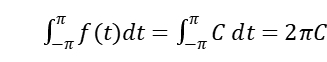 ∫_{-π}^{π} f(t)dt = ∫_{-π}^{π} C dt = 2πC